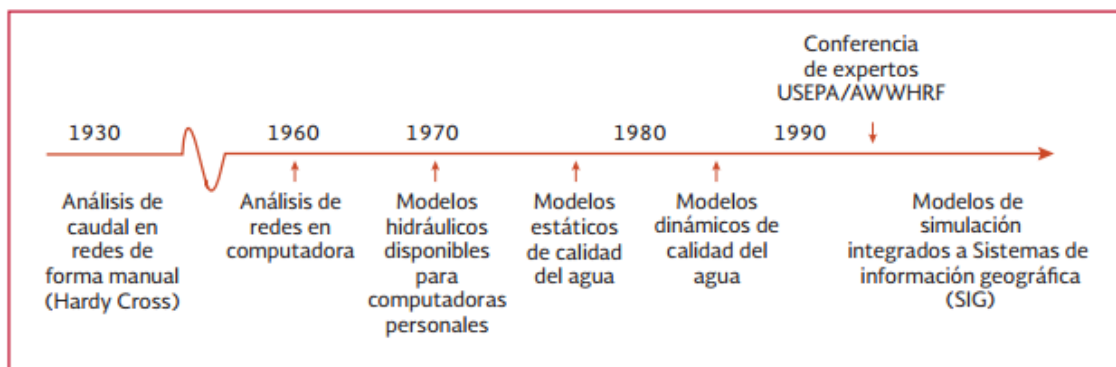 Conferencia
de expertos
USEPA/AWWHRF
1930
1960
1970
1980
1990
Análisis de
caudal en
redes de
forma manual
(Hardy Cross)
Análisis de
redes en
computadora
Modelos
hidráulicos
disponibles
para
computadoras
personales
Modelos
estáticos
de calidad
del agua
Modelos
dinámicos de
calidad del
agua
Modelos de
simulación
integrados a Sistemas de
información geográfica
(SIG)